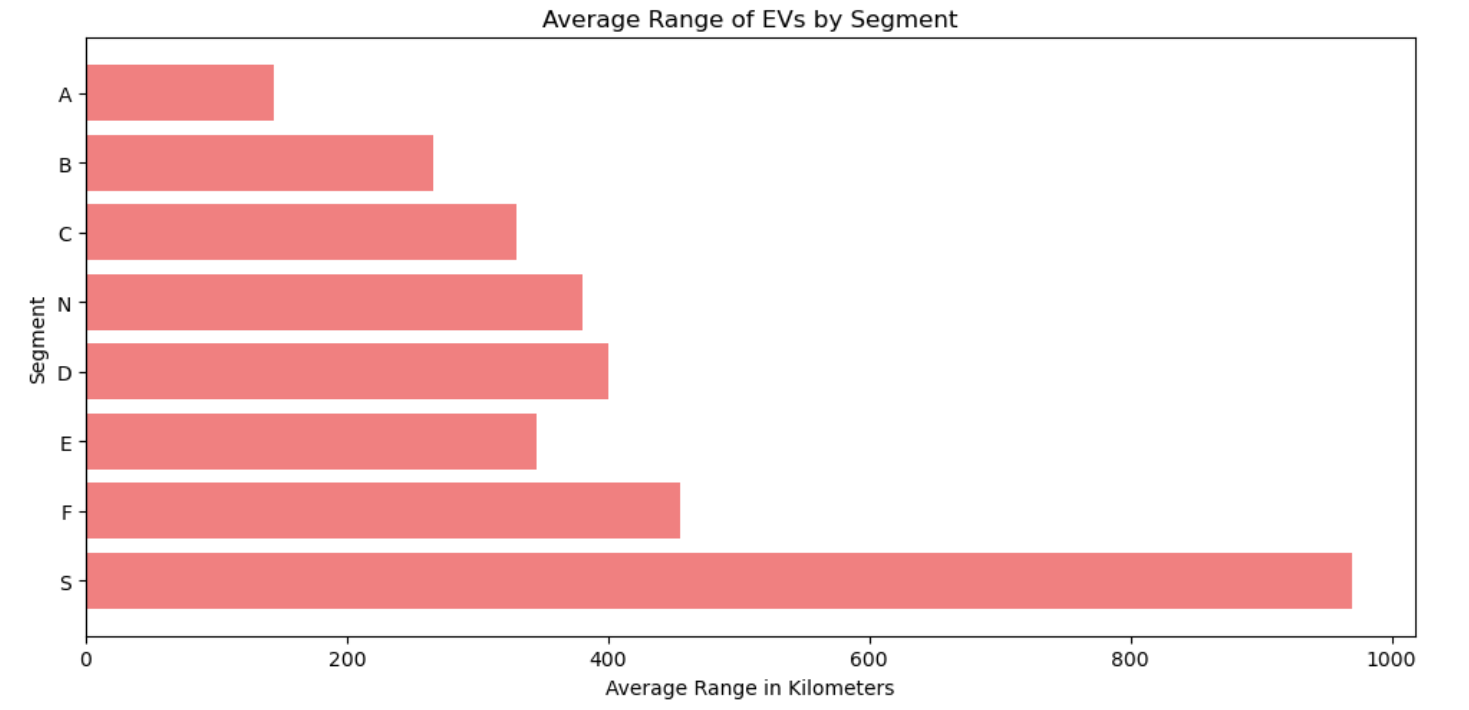 Average Range of EVs by Segment
A
B
C
N
D
E
F
S
Segment
0 200 400 600 800 1000
Average Range in Kilometers